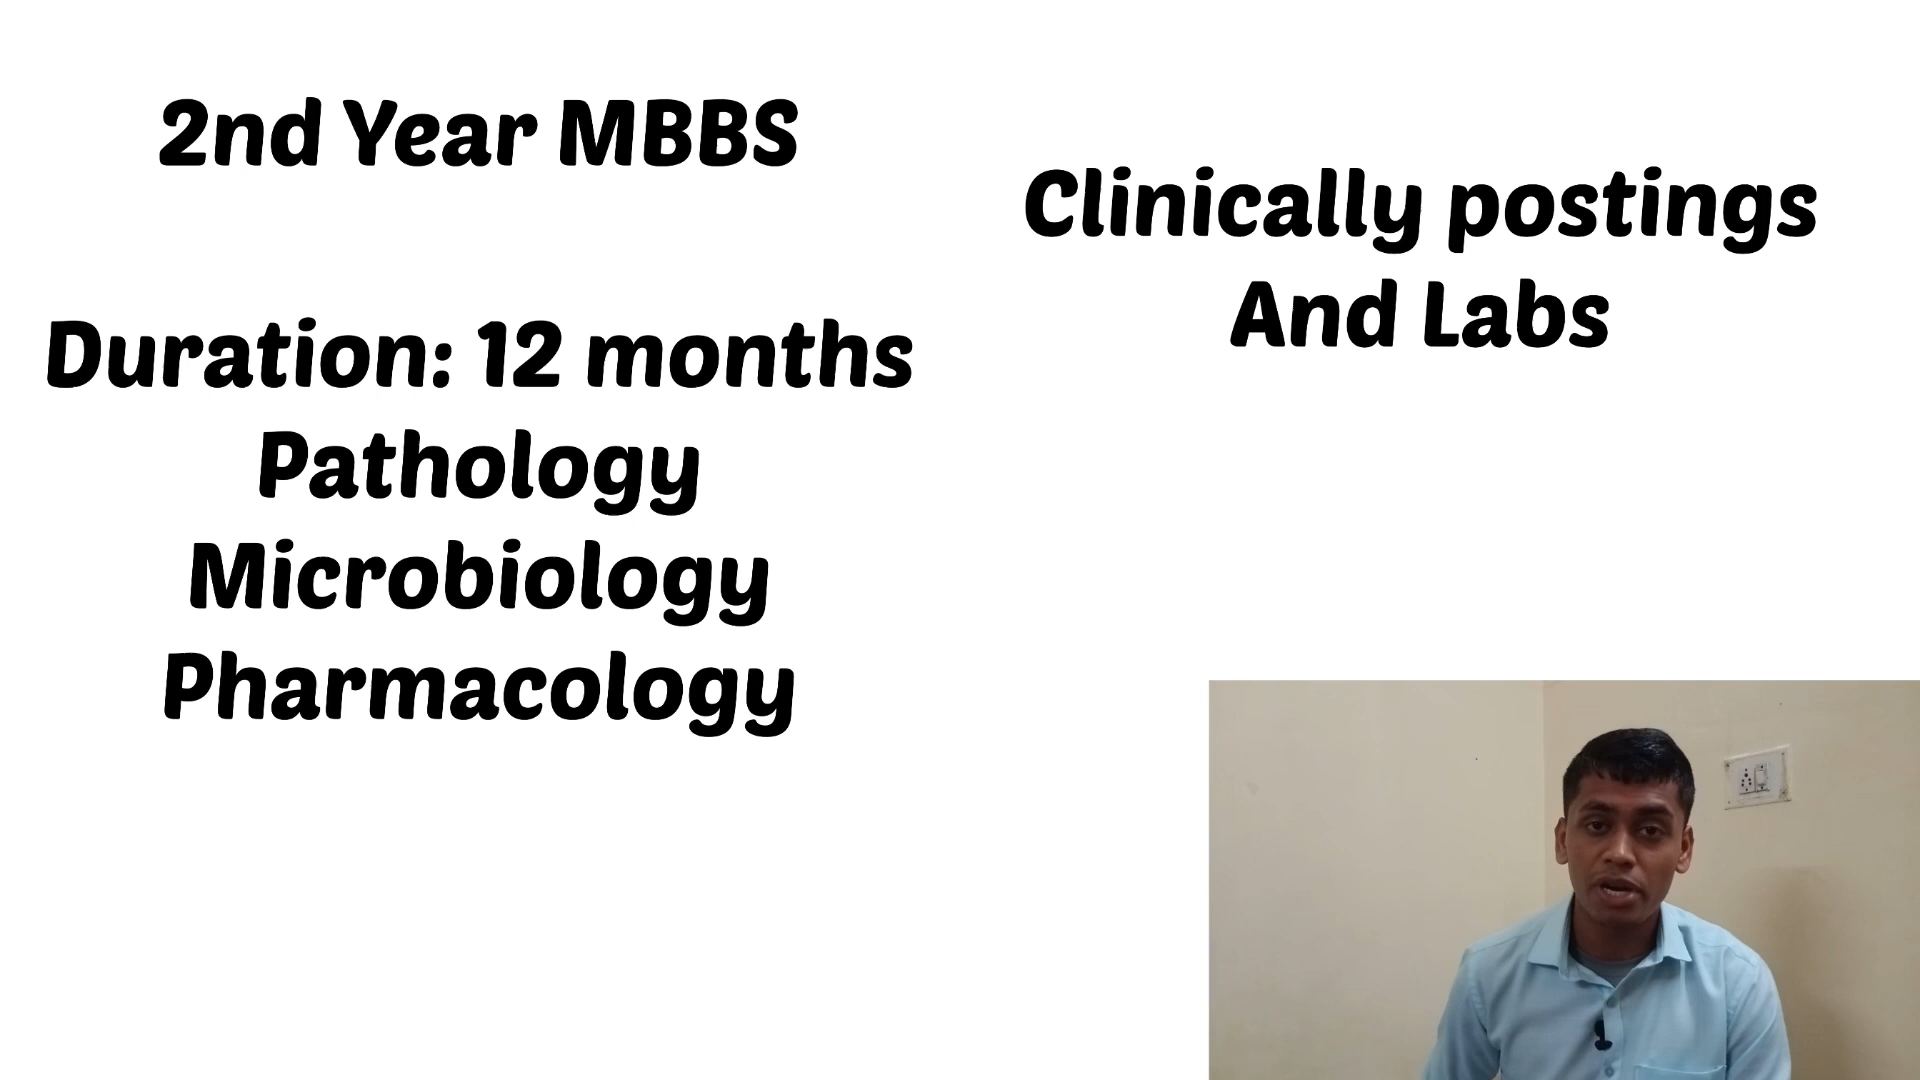 2nd Year MBBS
Duration: 12 months
Pathology
Microbiology
Pharmacology
Clinically postings
And Labs